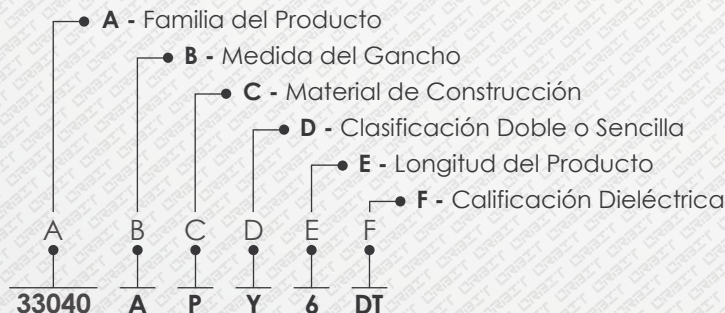 A - Familia del Producto
B - Medida del Gancho
C - Material de Construcción
D - Clasificación Doble o Sencilla
E - Longitud del Producto
F - Calificación Dieléctrica
A B C D E F
33040 A P Y 6 DT